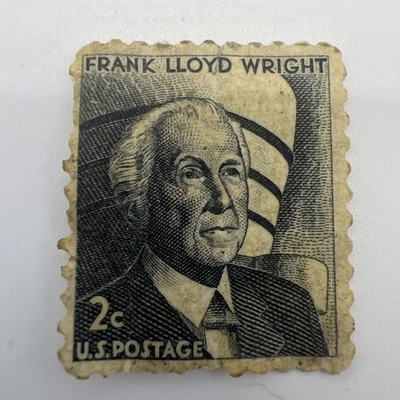 FRANK LLOYD WRIGHT
2c
U.S. POSTAGE